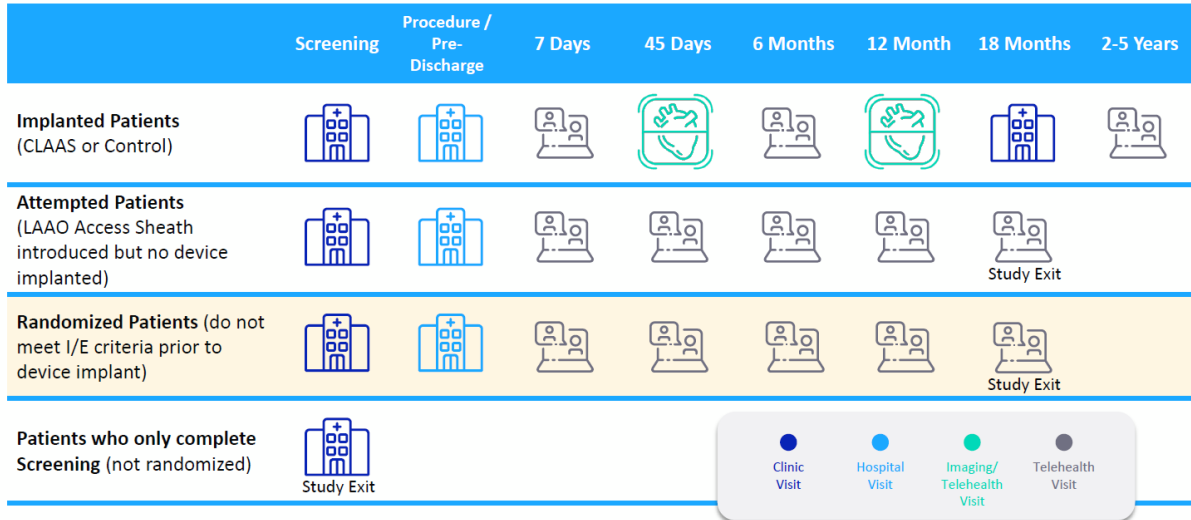 Screening
Procedure /
Pre-
Discharge
7 Days
45 Days
6 Months
12 Month
18 Months
2-5 Years
Implanted Patients
(CLAAS or Control)
Attempted Patients
(LAAO Access Sheath
introduced but no device
implanted)
Study Exit
Randomized Patients (do not
meet I/E criteria prior to
device implant)
Study Exit
Patients who only complete
Screening (not randomized)
Study Exit
Clinic
Visit
Hospital
Visit
Imaging/
Telehealth
Visit
Telehealth
Visit